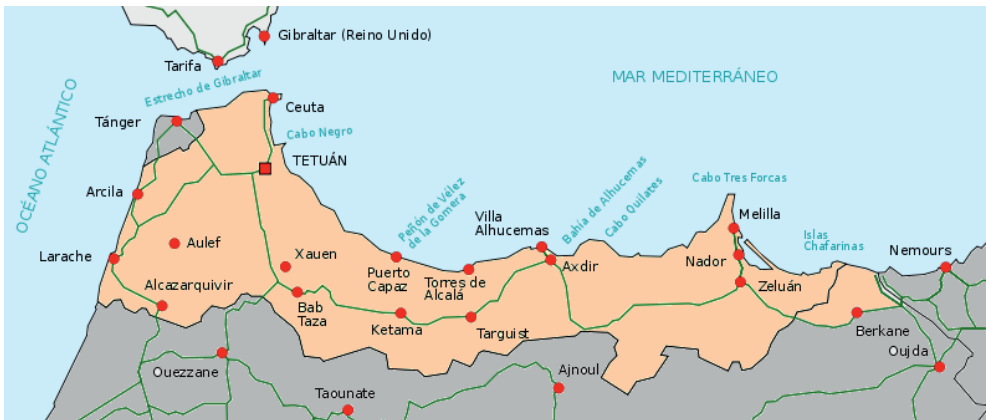 Gibraltar (Reino Unido)
Tarifa
MAR MEDITERRÁNEO
Estrecho de Gibraltar
OCÉANO ATLÁNTICO
Ceuta
Tánger
Cabo Negro
TETUÁN
Arcila
Cabo Tres Forcas
Bahía de Alhucemas
Cabo Quilates
Peñón de Vélez
de la Gomera
Villa
Alhucemas
Melilla
Islas
Chafarinas
Aulef
Larache
Xauen
Nemours
Axdir
Nador
Puerto
Capaz
Torres de
Alcalá
Zeluán
Alcazarquivir
Bab
Taza
Ketama
Targuist
Berkane
Oujda
Ouezzane
Ajnoul
Taounate